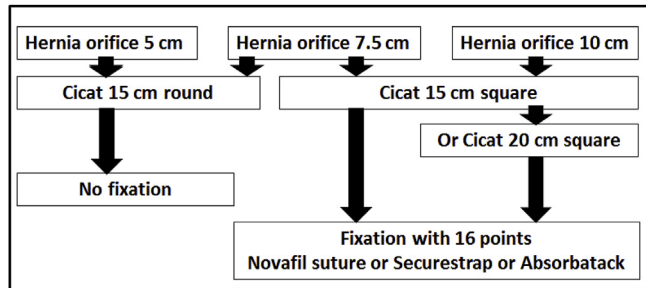 Hernia orifice 5 cm
Hernia orifice 7.5 cm
Hernia orifice 10 cm
Cicat 15 cm round
Cicat 15 cm square
Or Cicat 20 cm square
No fixation
Fixation with 16 points
Novafil suture or Securestrap or Absorbatack